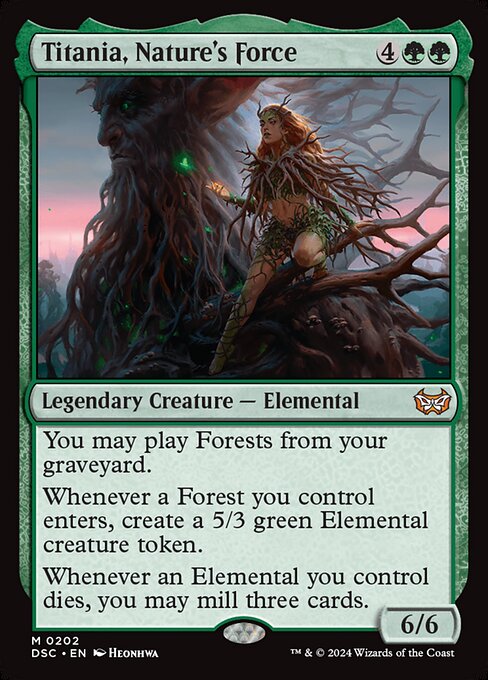 Titania, Nature's Force 4
Legendary Creature — Elemental
You may play Forests from your
graveyard.
Whenever a Forest you control
enters, create a 5/3 green Elemental
creature token.
Whenever an Elemental you control
dies, you may mill three cards.
6/6
M 0202
DSC • EN Heonhwa
™ & © 2024 Wizards of the Coast